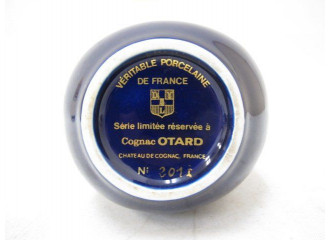 VÉRITABLE PORCELAINE
DE FRANCE
Série limitée réservée à
Cognac OTARD
CHATEAU DE COGNAC, FRANCE
N: